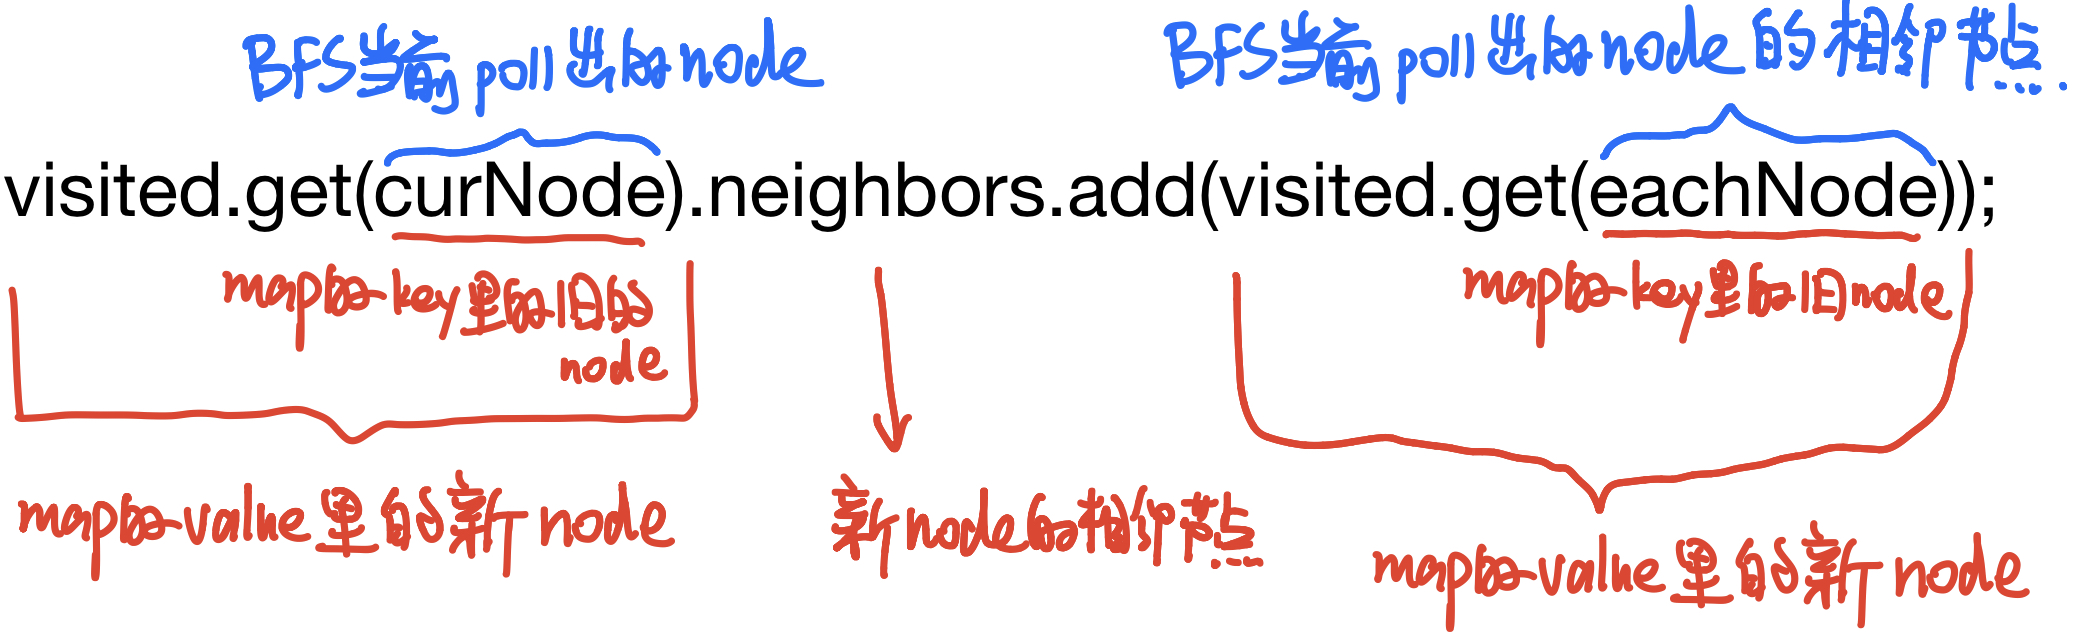 BFS当前poll出的node
BFS当前poll出的node的相邻节点.
visited.get(curNode).neighbors.add(visited.get(eachNode));
map的key里的旧的
node
map的key里的旧node
map的value里的新node
新node的相邻节点
map的value里的新node